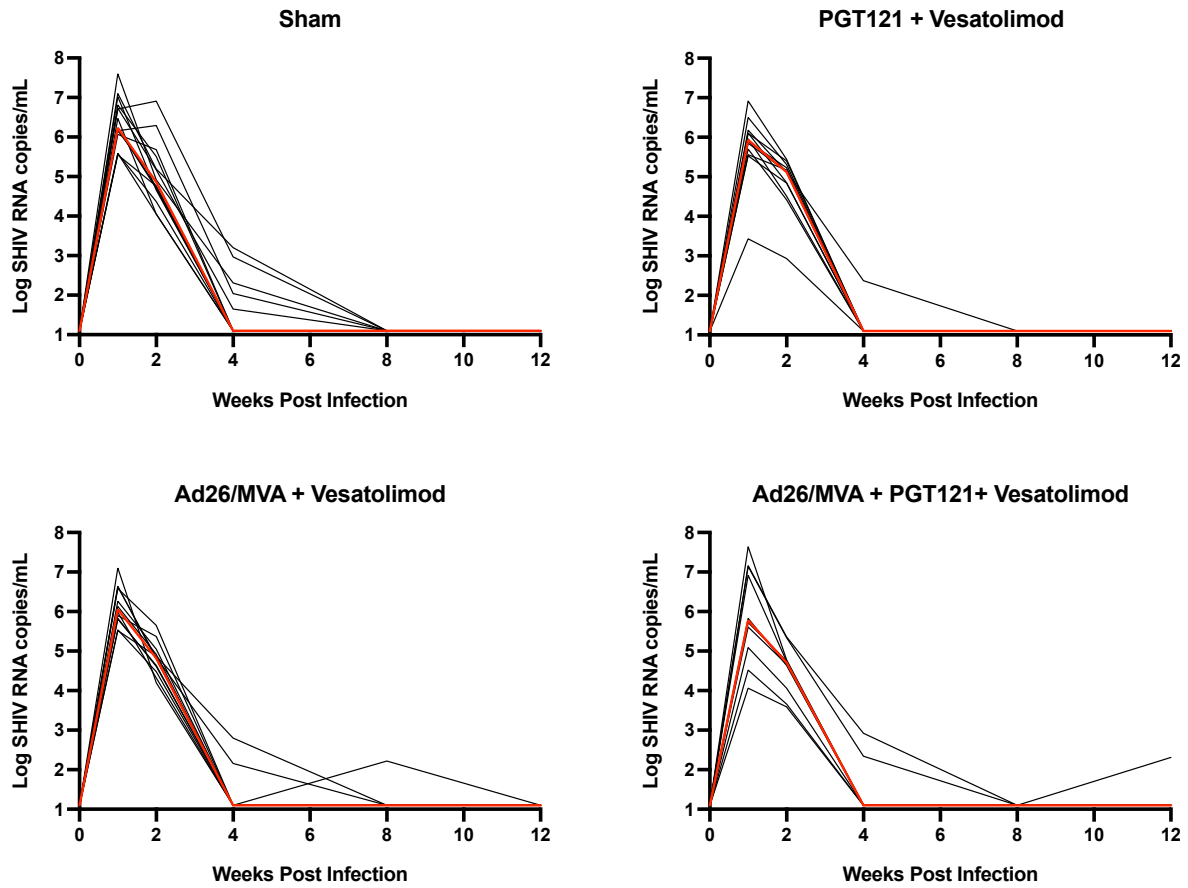 Sham
Log SHIV RNA copies/mL
8
7
6
5
4
3
2
1
0 2 4 6 8 10 12
Weeks Post Infection
PGT121 + Vesatolimod
Log SHIV RNA copies/mL
8
7
6
5
4
3
2
1
0 2 4 6 8 10 12
Weeks Post Infection
Ad26/MVA + Vesatolimod
Log SHIV RNA copies/mL
8
7
6
5
4
3
2
1
0 2 4 6 8 10 12
Weeks Post Infection
Ad26/MVA + PGT121+ Vesatolimod
Log SHIV RNA copies/mL
8
7
6
5
4
3
2
1
0 2 4 6 8 10 12
Weeks Post Infection